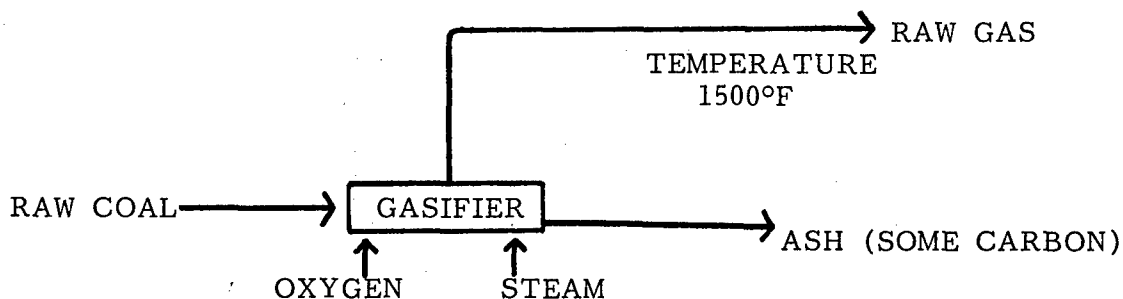 RAW GAS
TEMPERATURE
1500°F
RAW COAL
GASIFIER
ASH (SOME CARBON)
OXYGEN
STEAM